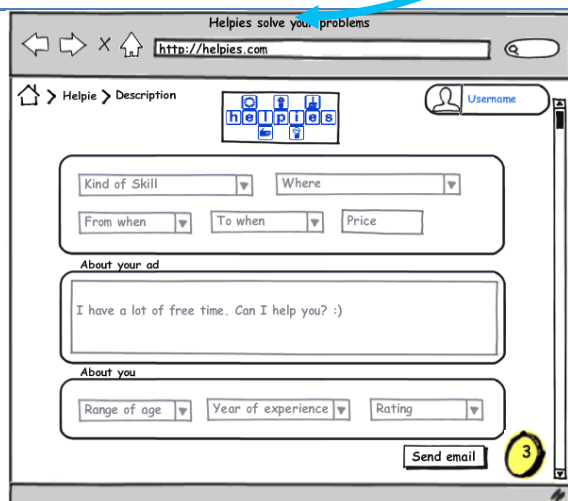 Helpies solve your problems
http://helpies.com
Helpie Description
Username
helpies
Kind of Skill Where
From when To when Price
About your ad
I have a lot of free time. Can I help you? :)
About you
Range of age Year of experience Rating
Send email
3